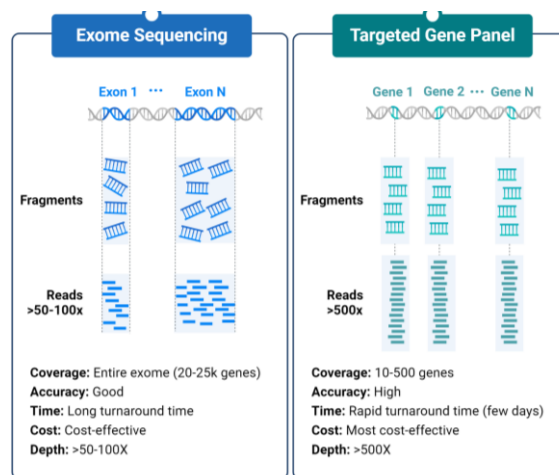 Exome Sequencing
Exon 1 ··· Exon N
Fragments
Reads
>50-100x
Coverage: Entire exome (20-25k genes)
Accuracy: Good
Time: Long turnaround time
Cost: Cost-effective
Depth: >50-100X
Targeted Gene Panel
Gene 1 Gene 2 ··· Gene N
Fragments
Reads
>500x
Coverage: 10-500 genes
Accuracy: High
Time: Rapid turnaround time (few days)
Cost: Most cost-effective
Depth: >500X